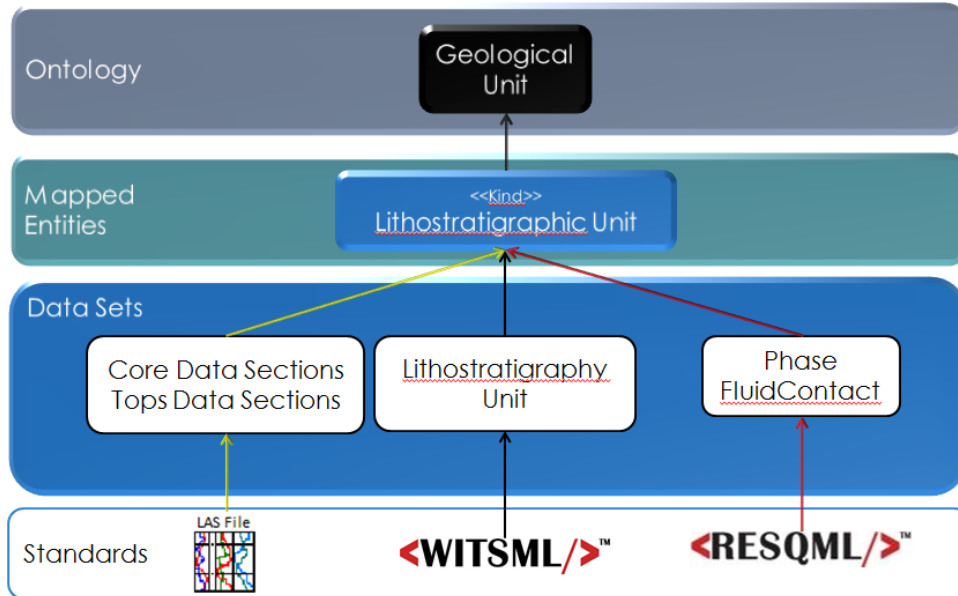 Ontology
Geological
Unit
Mapped
Entities
<<Kind>>
Lithostratigraphic Unit
Data Sets
Core Data Sections
Tops Data Sections
Lithostratigraphy
Unit
Phase
FluidContact
Standards
LAS File
<WITSML/>™
<RESQML/>™